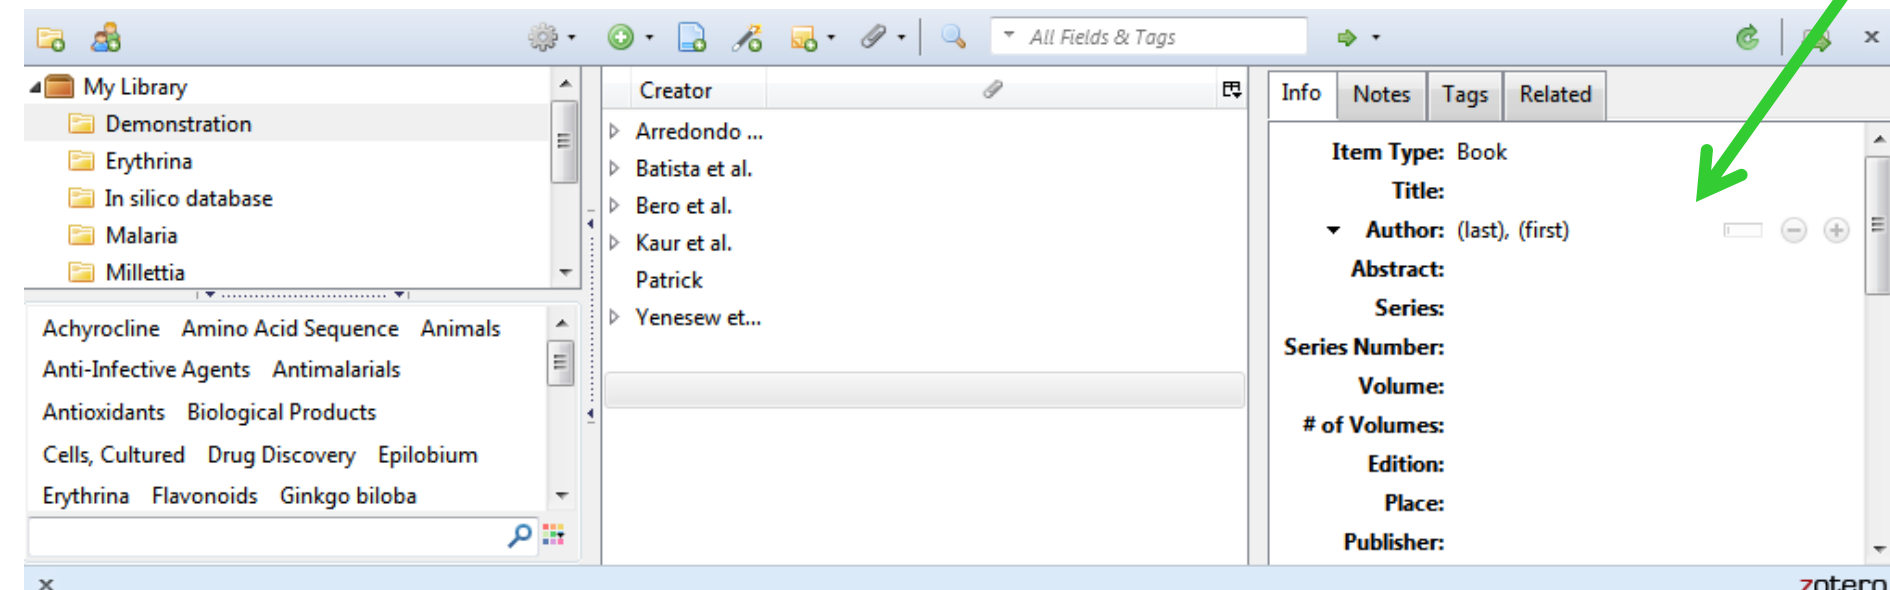 All Fields & Tags
My Library
Demonstration
Erythrina
In silico database
Malaria
Millettia
Achyrocline Amino Acid Sequence Animals
Anti-Infective Agents Antimalarials
Antioxidants Biological Products
Cells, Cultured Drug Discovery Epilobium
Erythrina Flavonoids Ginkgo biloba
Creator
Arredondo ...
Batista et al.
Bero et al.
Kaur et al.
Patrick
Yenesew et...
Info Notes Tags Related
Item Type: Book
Title:
Author: (last), (first)
Abstract:
Series:
Series Number:
Volume:
# of Volumes:
Edition:
Place:
Publisher:
zotero